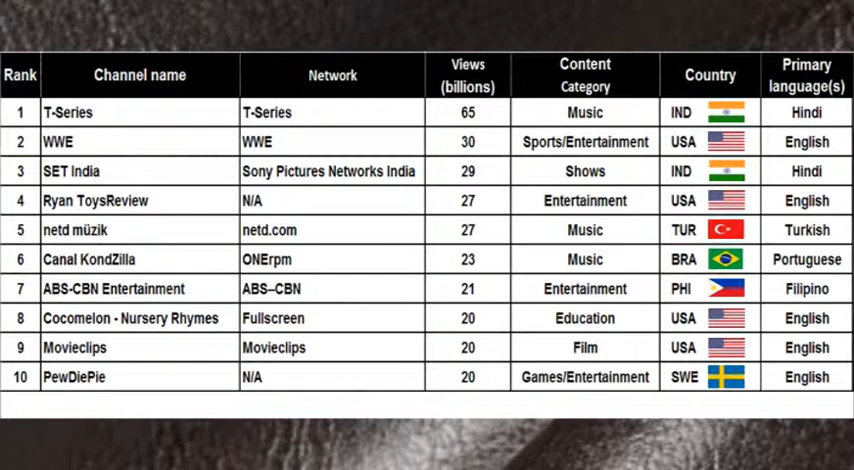 Rank Channel name Network Views (billions) Content Category Country Primary language(s)
1 T-Series T-Series 65 Music IND Hindi
2 WWE WWE 30 Sports/Entertainment USA English
3 SET India Sony Pictures Networks India 29 Shows IND Hindi
4 Ryan ToysReview N/A 27 Entertainment USA English
5 netd müzik netd.com 27 Music TUR Turkish
6 Canal KondZilla ONErpm 23 Music BRA Portuguese
7 ABS-CBN Entertainment ABS–CBN 21 Entertainment PHI Filipino
8 Cocomelon - Nursery Rhymes Fullscreen 20 Education USA English
9 Movieclips Movieclips 20 Film USA English
10 PewDiePie N/A 20 Games/Entertainment SWE English